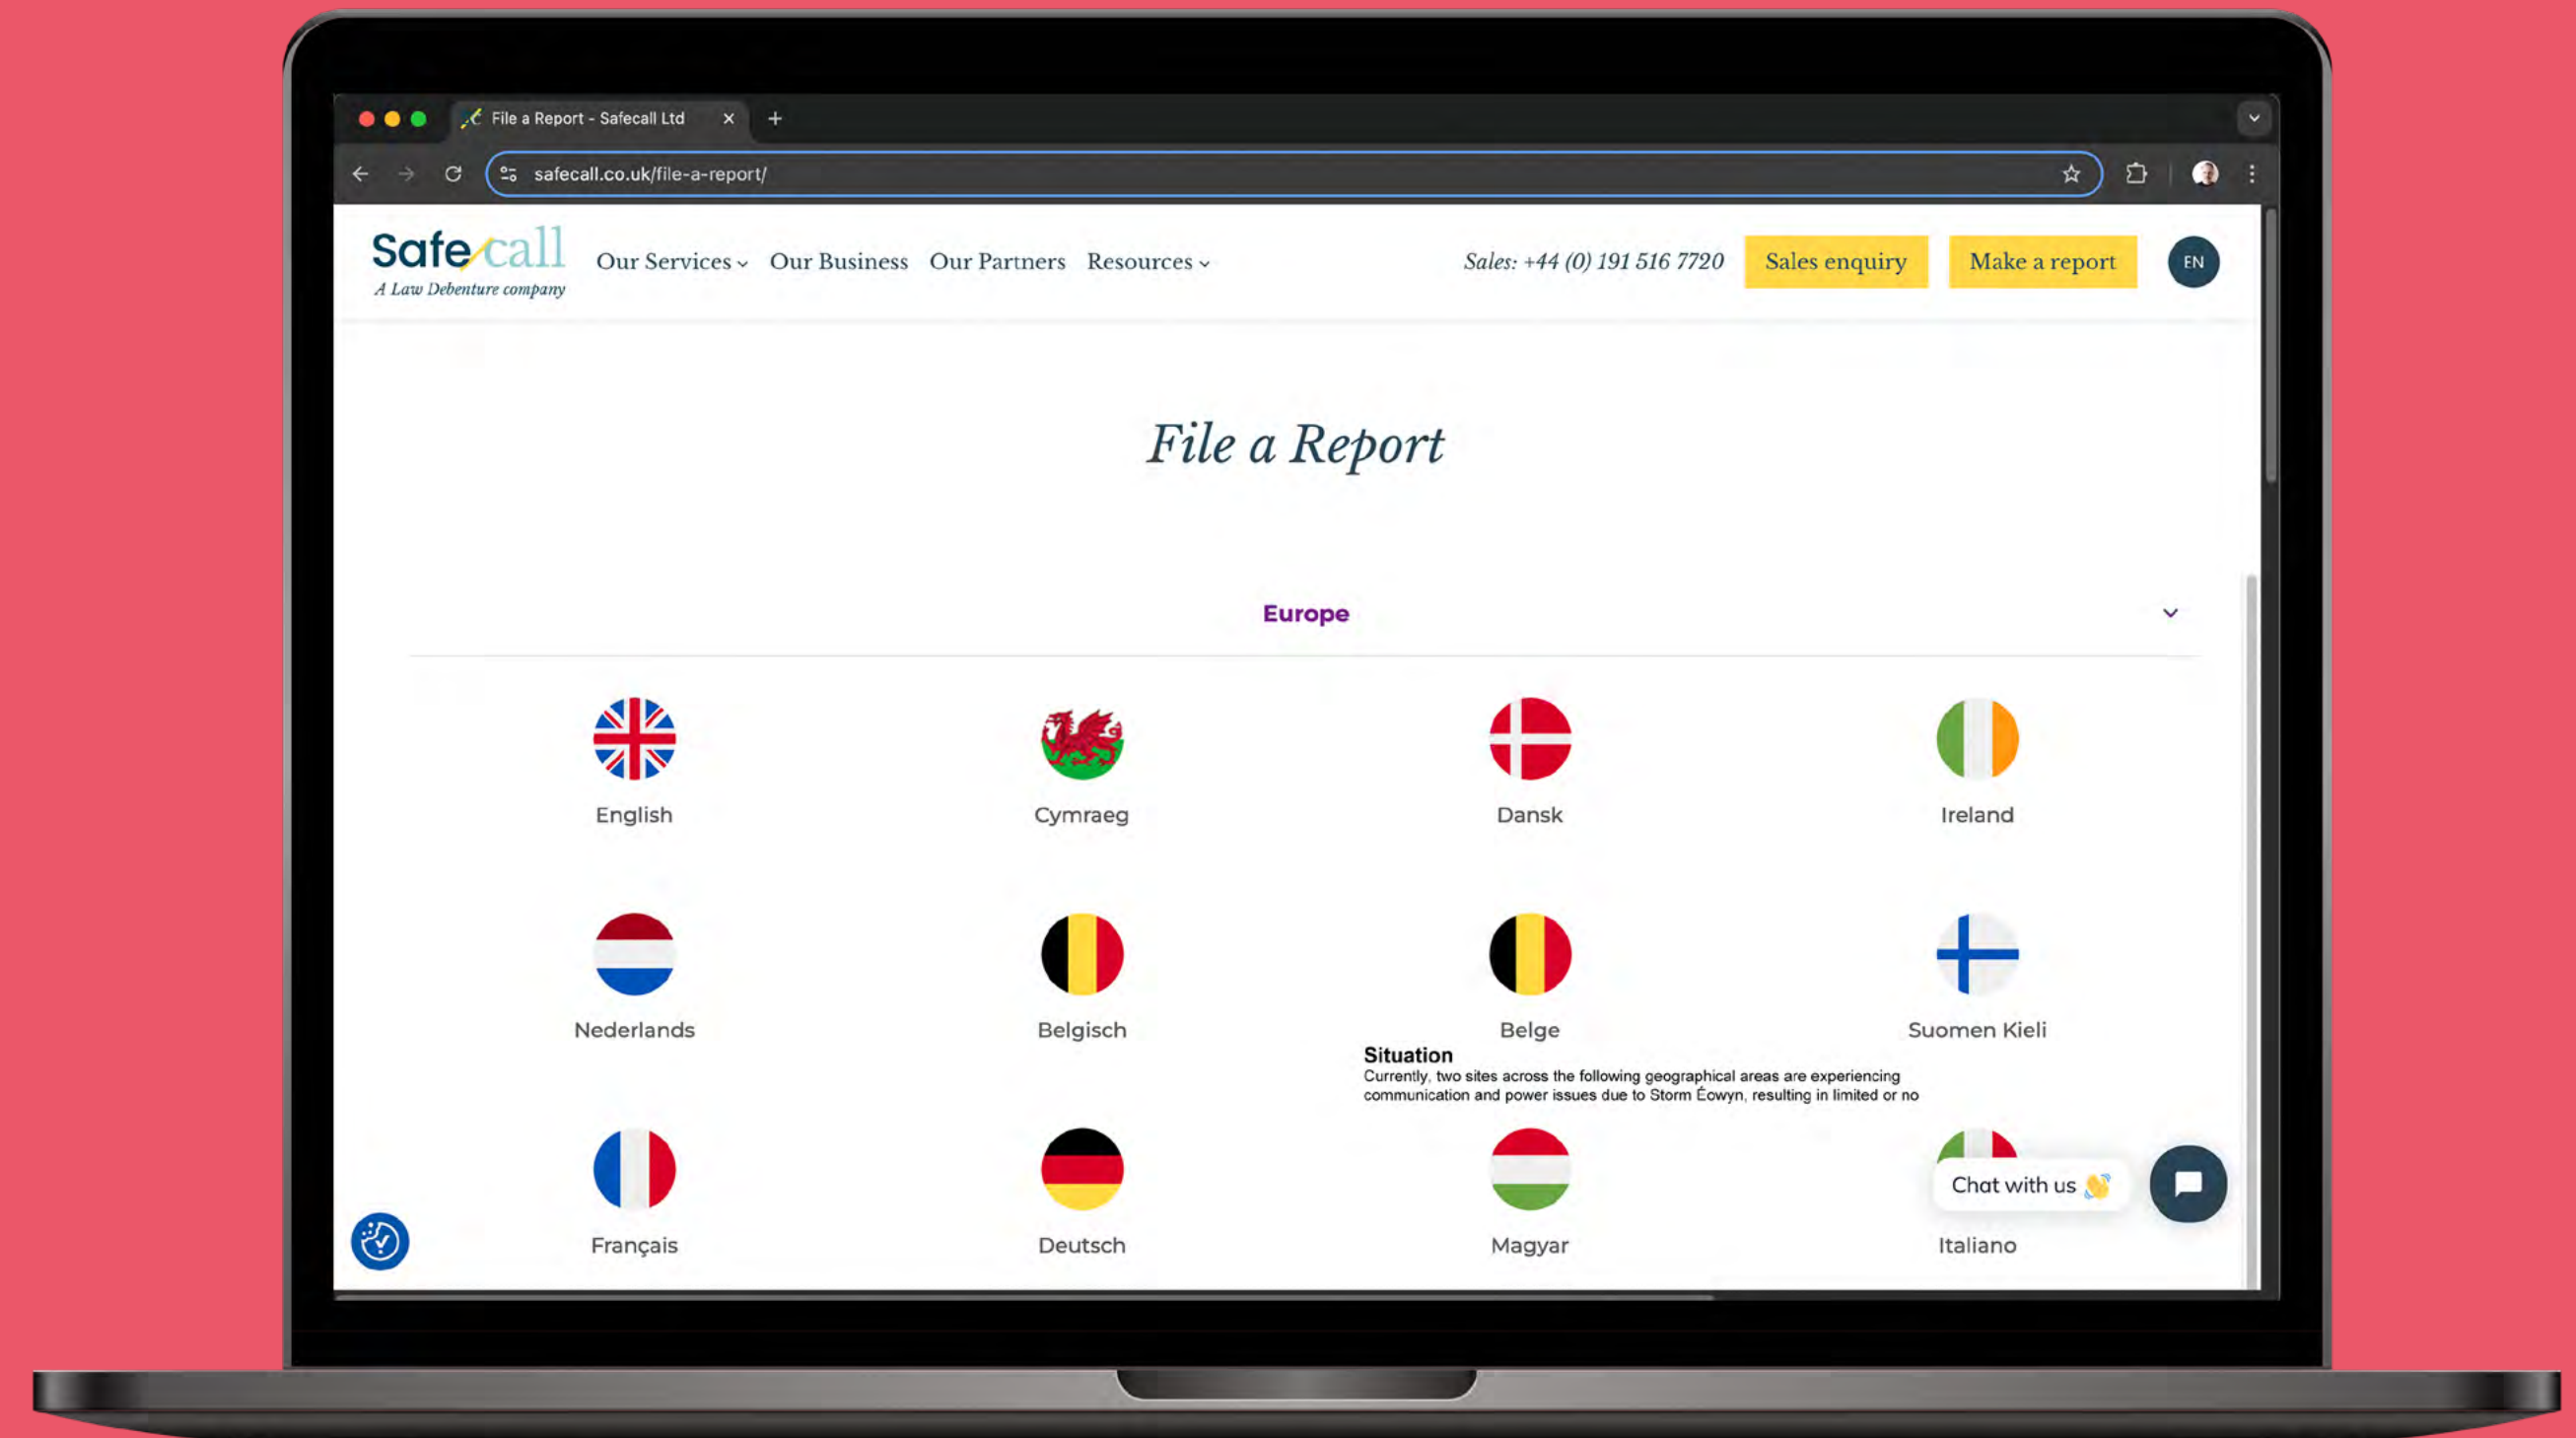 File a Report - Safecall Ltd
safecall.co.uk/file-a-report/
Safecall
A Law Debenture company
Our Services Our Business Our Partners Resources
Sales: +44 (0) 191 516 7720
Sales enquiry
Make a report
EN
File a Report
Europe
English Cymraeg Dansk Ireland
Nederlands Belgisch Belge Suomen Kieli
Situation
Currently, two sites across the following geographical areas are experiencing
communication and power issues due to Storm Éowyn, resulting in limited or no
Chat with us
Français Deutsch Magyar Italiano